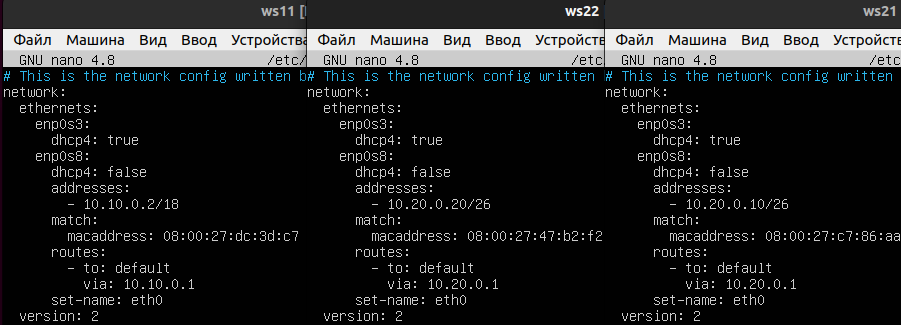 ws11 [
Файл Машина Вид Ввод Устройства
GNU nano 4.8 /etc/
# This is the network config written b
network:
  ethernets:
    enp0s3:
      dhcp4: true
    enp0s8:
      dhcp4: false
      addresses:
        - 10.10.0.2/18
      match:
        macaddress: 08:00:27:dc:3d:c7
      routes:
        - to: default
          via: 10.10.0.1
      set-name: eth0
  version: 2
ws22
Файл Машина Вид Ввод Устройства
GNU nano 4.8 /etc
# This is the network config written
network:
  ethernets:
    enp0s3:
      dhcp4: true
    enp0s8:
      dhcp4: false
      addresses:
        - 10.20.0.20/26
      match:
        macaddress: 08:00:27:47:b2:f2
      routes:
        - to: default
          via: 10.20.0.1
      set-name: eth0
  version: 2
ws21
Файл Машина Вид Ввод Устройства
GNU nano 4.8 /etc
# This is the network config written
network:
  ethernets:
    enp0s3:
      dhcp4: true
    enp0s8:
      dhcp4: false
      addresses:
        - 10.20.0.10/26
      match:
        macaddress: 08:00:27:c7:86:aa
      routes:
        - to: default
          via: 10.20.0.1
      set-name: eth0
  version: 2